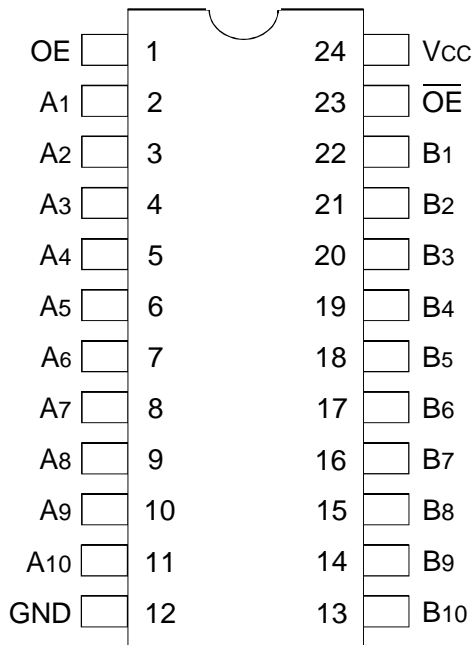 OE 1 24 VCC
A1 2 23 O̅E̅
A2 3 22 B1
A3 4 21 B2
A4 5 20 B3
A5 6 19 B4
A6 7 18 B5
A7 8 17 B6
A8 9 16 B7
A9 10 15 B8
A10 11 14 B9
GND 12 13 B10